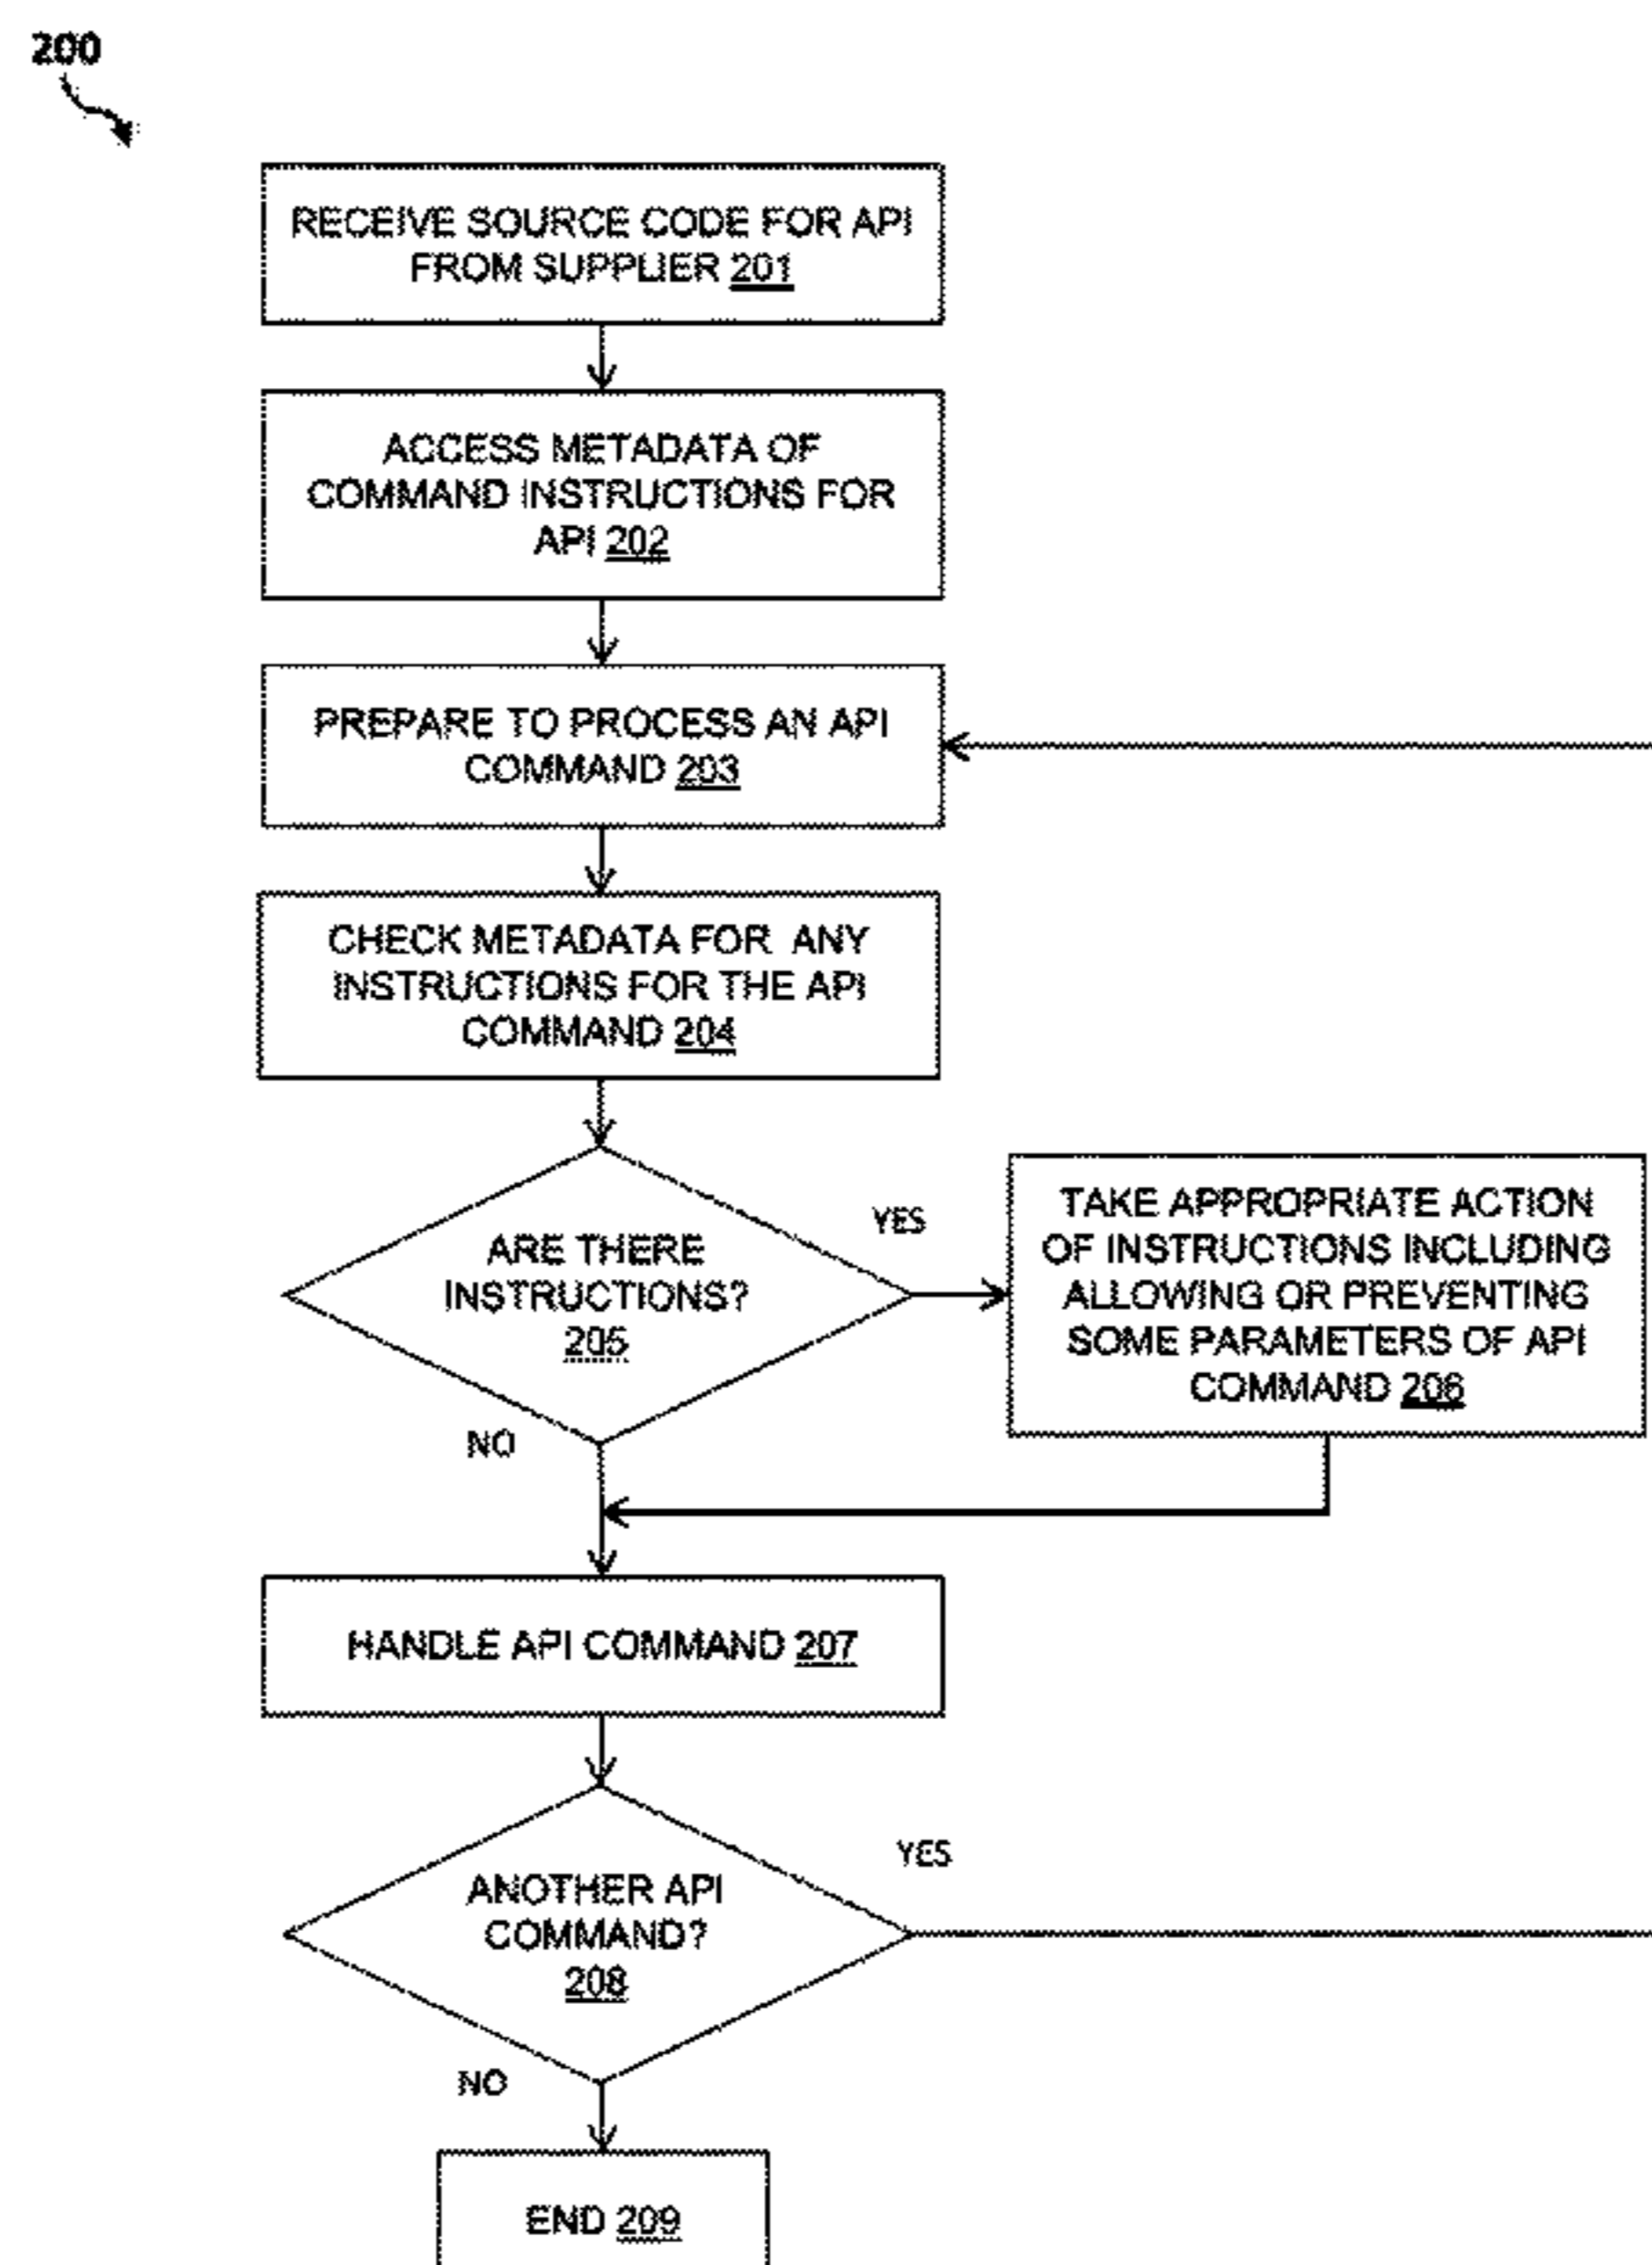 200
RECEIVE SOURCE CODE FOR API
FROM SUPPLIER 201
ACCESS METADATA OF
COMMAND INSTRUCTIONS FOR
API 202
PREPARE TO PROCESS AN API
COMMAND 203
CHECK METADATA FOR ANY
INSTRUCTIONS FOR THE API
COMMAND 204
ARE THERE
INSTRUCTIONS?
205
YES
TAKE APPROPRIATE ACTION
OF INSTRUCTIONS INCLUDING
ALLOWING OR PREVENTING
SOME PARAMETERS OF API
COMMAND 206
NO
HANDLE API COMMAND 207
ANOTHER API
COMMAND?
208
YES
NO
END 209